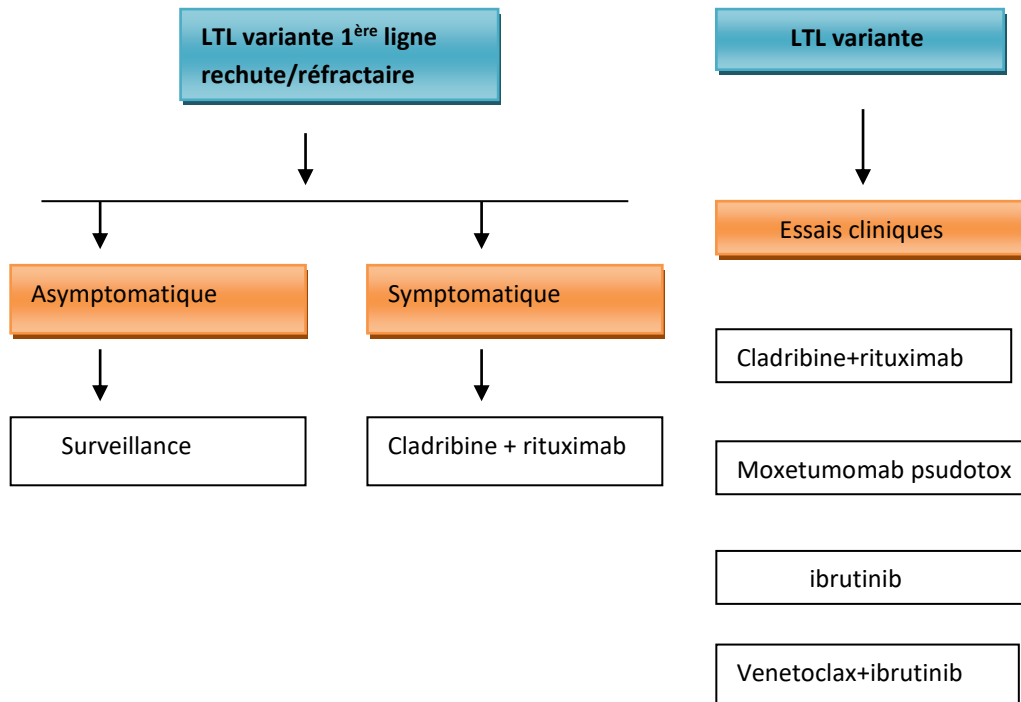 LTL variante 1ère ligne
rechute/réfractaire
LTL variante
Essais cliniques
Asymptomatique
Symptomatique
Surveillance
Cladribine + rituximab
Cladribine+rituximab
Moxetumomab psudotox
ibrutinib
Venetoclax+ibrutinib